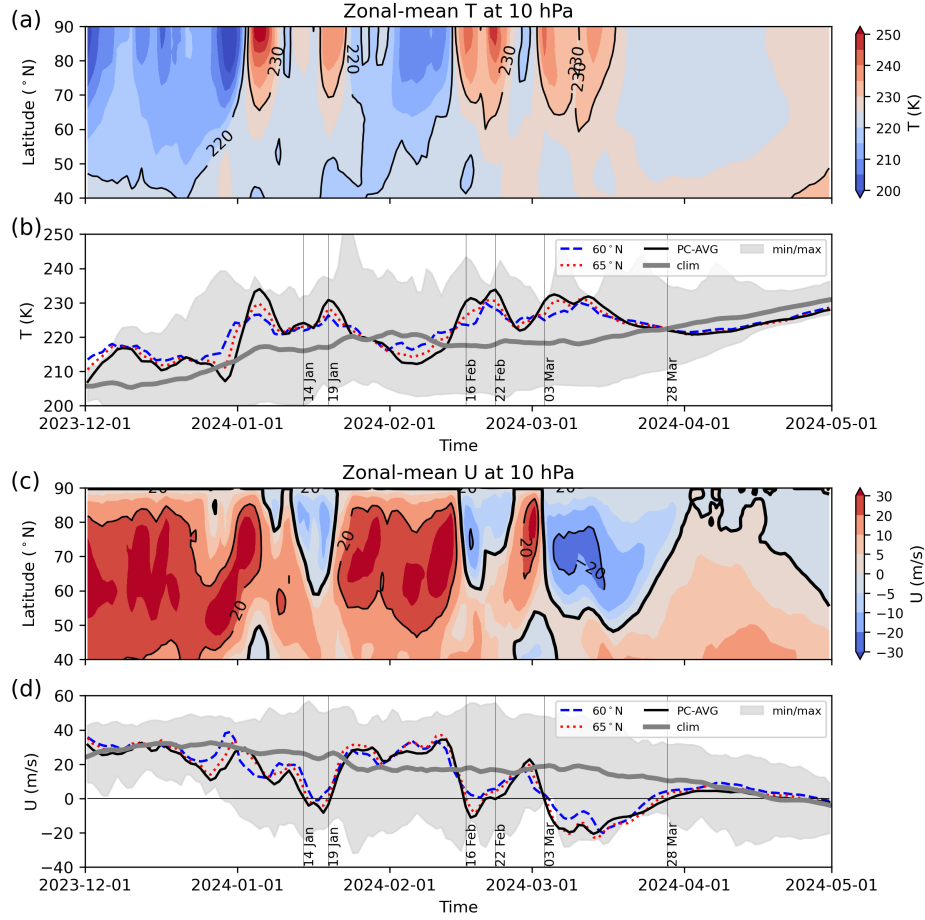 (a)
Zonal-mean T at 10 hPa
90
80
70
60
50
40
Latitude (°N)
220
230
220
230
230
230
250
240
230
220
210
200
T (K)
(b)
250
240
230
220
210
200
T (K)
60°N
65°N
PC-AVG
clim
min/max
14 Jan
19 Jan
16 Feb
22 Feb
03 Mar
28 Mar
2023-12-01
2024-01-01
2024-02-01
2024-03-01
2024-04-01
2024-05-01
Time
(c)
Zonal-mean U at 10 hPa
90
80
70
60
50
40
Latitude (°N)
20
20
20
20
20
20
20
−20
30
20
10
5
0
−5
−10
−20
−30
U (m/s)
(d)
60
40
20
0
−20
−40
U (m/s)
60°N
65°N
PC-AVG
clim
min/max
14 Jan
19 Jan
16 Feb
22 Feb
03 Mar
28 Mar
2023-12-01
2024-01-01
2024-02-01
2024-03-01
2024-04-01
2024-05-01
Time